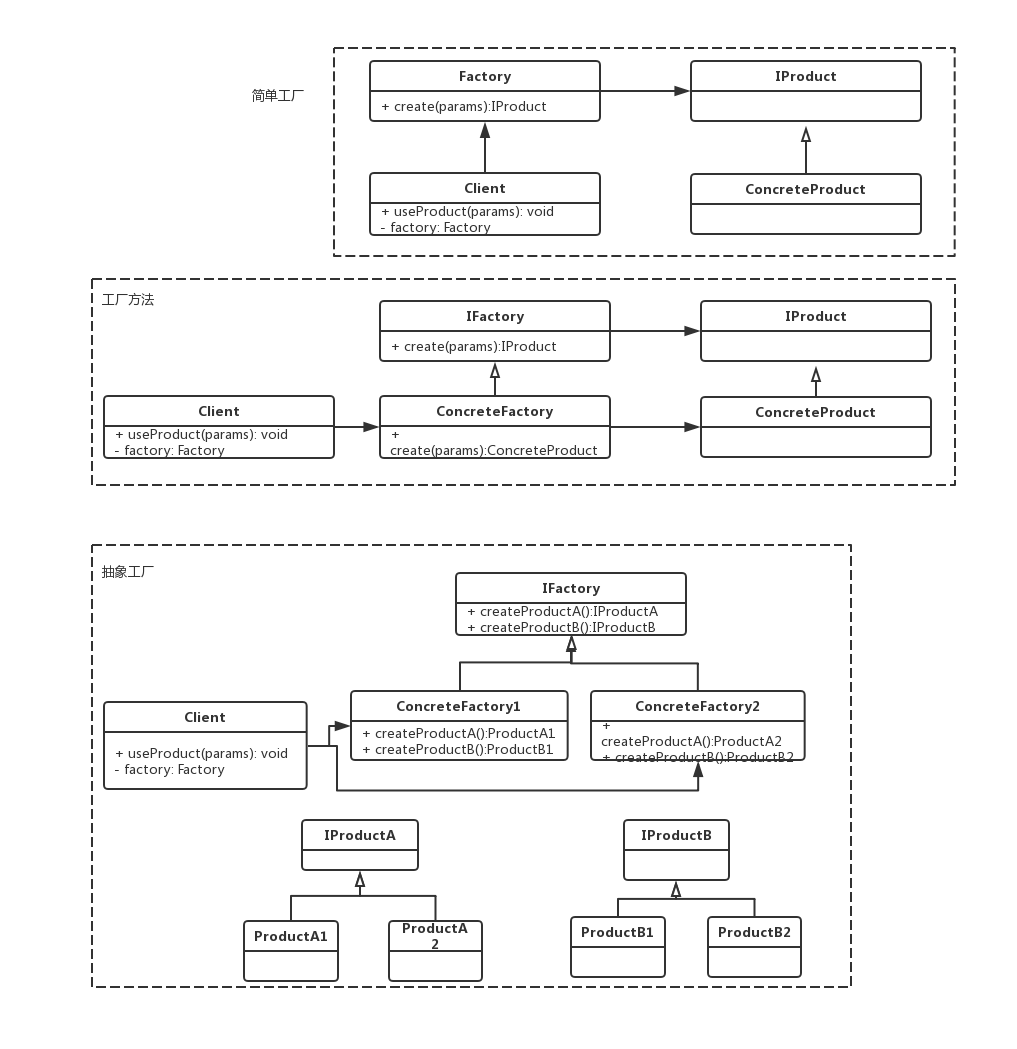 简单工厂
Factory
+ create(params):IProduct
IProduct
Client
+ useProduct(params): void
- factory: Factory
ConcreteProduct
工厂方法
IFactory
+ create(params):IProduct
IProduct
Client
+ useProduct(params): void
- factory: Factory
ConcreteFactory
+
create(params):ConcreteProduct
ConcreteProduct
抽象工厂
IFactory
+ createProductA():IProductA
+ createProductB():IProductB
Client
+ useProduct(params): void
- factory: Factory
ConcreteFactory1
+ createProductA():ProductA1
+ createProductB():ProductB1
ConcreteFactory2
+
createProductA():ProductA2
+ createProductB():ProductB2
IProductA
IProductB
ProductA1
ProductA
2
ProductB1
ProductB2